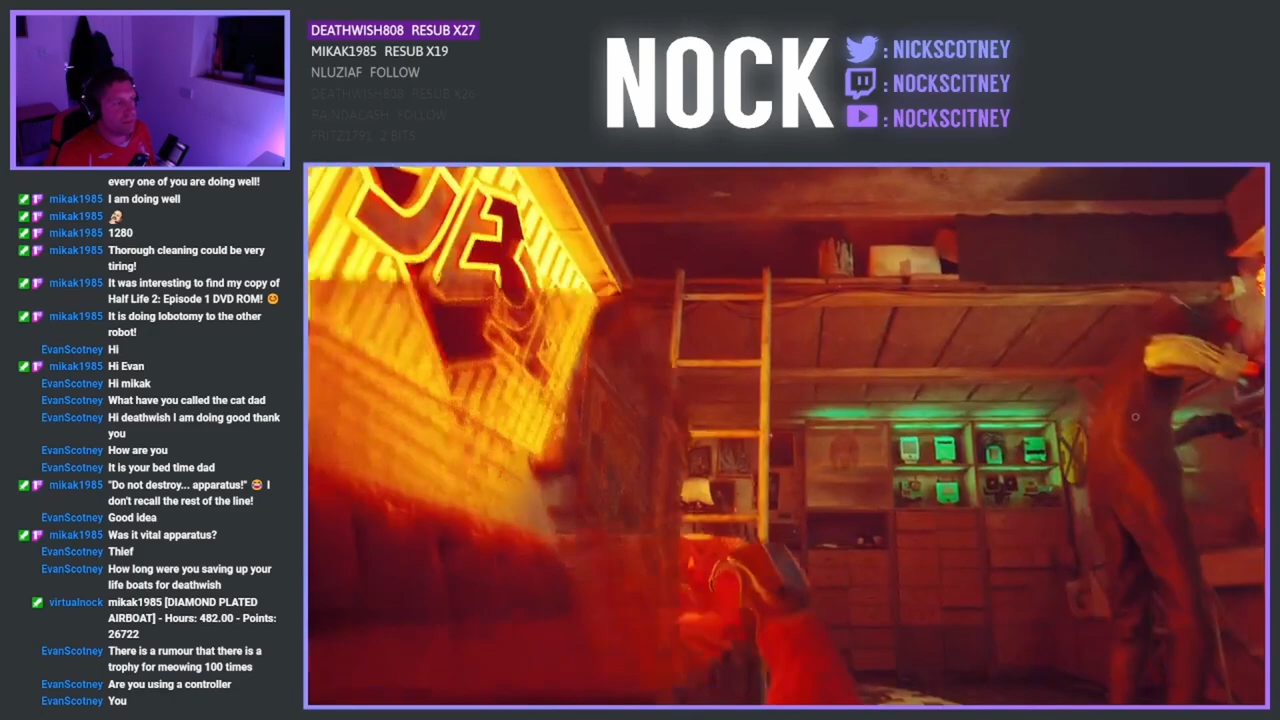 DEATHWISH808 RESUB X27
MIKAK1985 RESUB X19
NLUZIAF FOLLOW
DEATHWISH808 RESUB X26
RAINDACASH FOLLOW
FRITZ1791 2 BITS
NOCK
: NICKSCOTNEY
: NOCKSCITNEY
: NOCKSCITNEY
every one of you are doing well!
mikak1985 I am doing well
mikak1985
mikak1985 1280
mikak1985 Thorough cleaning could be very
tiring!
mikak1985 It was interesting to find my copy of
Half Life 2: Episode 1 DVD ROM! 😊
mikak1985 It is doing lobotomy to the other
robot!
EvanScotney Hi
mikak1985 Hi Evan
EvanScotney Hi mikak
EvanScotney What have you called the cat dad
EvanScotney Hi deathwish I am doing good thank
you
EvanScotney How are you
EvanScotney It is your bed time dad
mikak1985 "Do not destroy... apparatus!" 😂 I
don't recall the rest of the line!
EvanScotney Good idea
mikak1985 Was it vital apparatus?
EvanScotney Thief
EvanScotney How long were you saving up your
life boats for deathwish
virtualnock mikak1985 [DIAMOND PLATED
AIRBOAT] - Hours: 482.00 - Points:
26722
EvanScotney There is a rumour that there is a
trophy for meowing 100 times
EvanScotney Are you using a controller
EvanScotney You